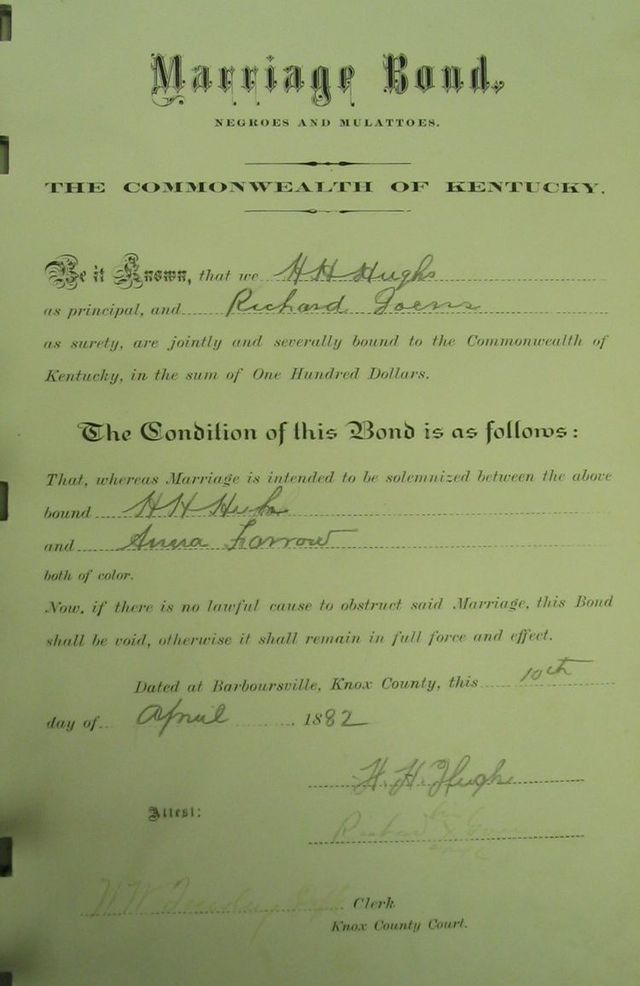 Marriage Bond,
NEGROES AND MULATTOES.
THE COMMONWEALTH OF KENTUCKY.
Be it Known, that we H H Hughs
as principal, and Richard Goens
as surety, are jointly and severally bound to the Commonwealth of
Kentucky, in the sum of One Hundred Dollars.
The Condition of this Bond is as follows:
That, whereas Marriage is intended to be solemnized between the above
bound H H Hughs
and Anna Farrow
both of color.
Now, if there is no lawful cause to obstruct said Marriage, this Bond
shall be void, otherwise it shall remain in full force and effect.
Dated at Barboursville, Knox County, this 10th
day of April 1882
H. H. Hughs
Attest:
Richard Goens
W W
Clerk
Knox County Court.